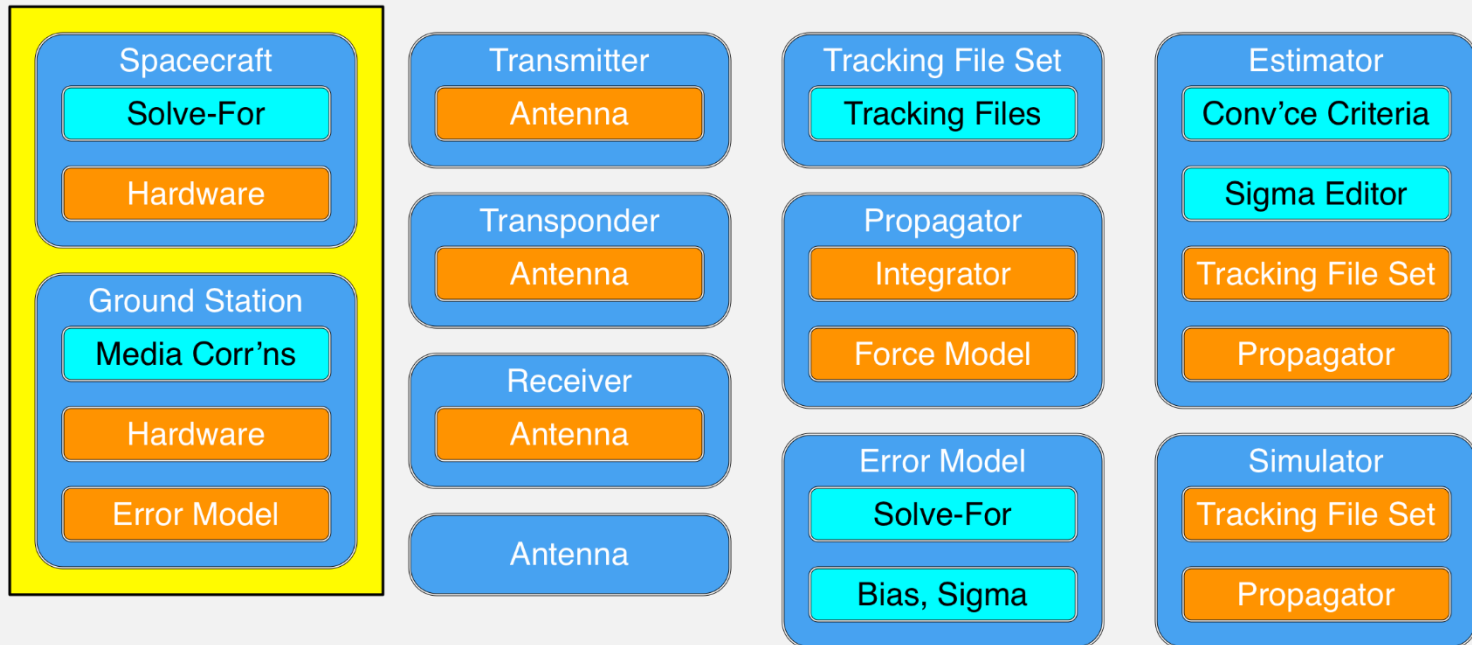 Spacecraft
Solve-For
Hardware
Ground Station
Media Corr'ns
Hardware
Error Model
Transmitter
Antenna
Transponder
Antenna
Receiver
Antenna
Antenna
Tracking File Set
Tracking Files
Propagator
Integrator
Force Model
Error Model
Solve-For
Bias, Sigma
Estimator
Conv’ce Criteria
Sigma Editor
Tracking File Set
Propagator
Simulator
Tracking File Set
Propagator